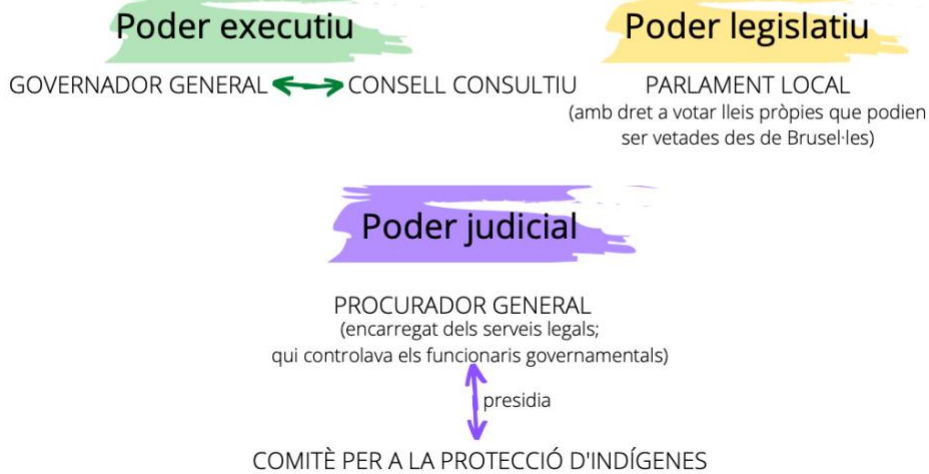 Poder executiu
GOVERNADOR GENERAL
CONSELL CONSULTIU
Poder legislatiu
PARLAMENT LOCAL
(amb dret a votar lleis pròpies que podien
ser vetades des de Brusel·les)
Poder judicial
PROCURADOR GENERAL
(encarregat dels serveis legals;
qui controlava els funcionaris governamentals)
presidia
COMITÈ PER A LA PROTECCIÓ D'INDÍGENES